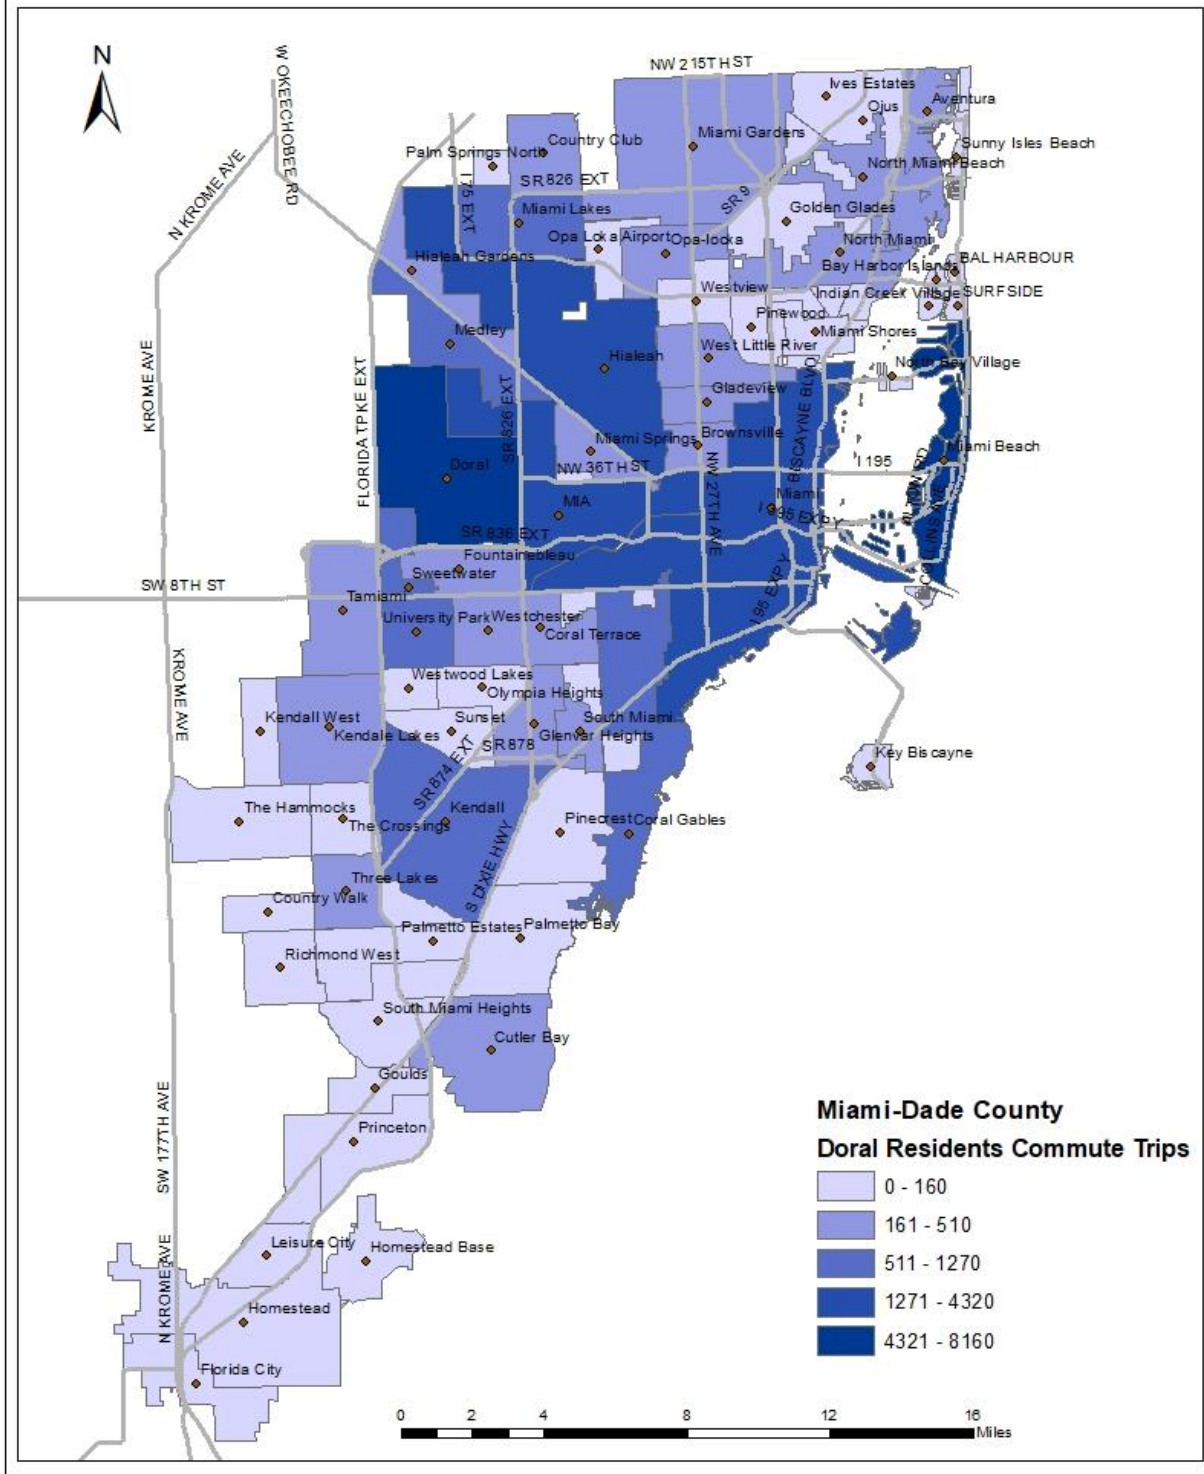 N
W OKEECHOBEE RD
NW 215TH ST
Ives Estates
Ojus
Aventura
Country Club
Miami Gardens
Sunny Isles Beach
Palm Springs North
N KROME AVE
I 75 EXT
SR 826 EXT
North Miami Beach
SR 9
Miami Lakes
Golden Glades
Opa Loka Airport
Opa-locka
North Miami
Hialeah Gardens
Bay Harbor Islands
BAL HARBOUR
Westview
Indian Creek Village
SURFSIDE
Pinewood
Medley
Miami Shores
West Little River
Hialeah
North Bay Village
KROME AVE
FLORIDA TPKE EXT
SR 826 EXT
Gladeview
BISCAYNE BLVD
Miami Springs
Brownsville
Miami Beach
Doral
NW 36TH ST
NW 27TH AVE
I 195
MIA
Miami
I 395 EXPY
COLLINS AVE
SR 836 EXT
Fountainebleau
Sweetwater
SW 8TH ST
Tamiami
I 95 EXPY
University Park
Westchester
Coral Terrace
KROME AVE
Westwood Lakes
Olympia Heights
Kendall West
Kendale Lakes
Sunset
South Miami
Glenvar Heights
SR 878
SR 874 EXT
Key Biscayne
The Hammocks
The Crossings
Kendall
Pinecrest
Coral Gables
S DIXIE HWY
Three Lakes
Country Walk
Palmetto Estates
Palmetto Bay
Richmond West
South Miami Heights
Cutler Bay
Goulds
SW 177TH AVE
Princeton
Leisure City
Homestead Base
N KROME AVE
Homestead
Florida City
Miami-Dade County
Doral Residents Commute Trips
0 - 160
161 - 510
511 - 1270
1271 - 4320
4321 - 8160
0 2 4 8 12 16
Miles